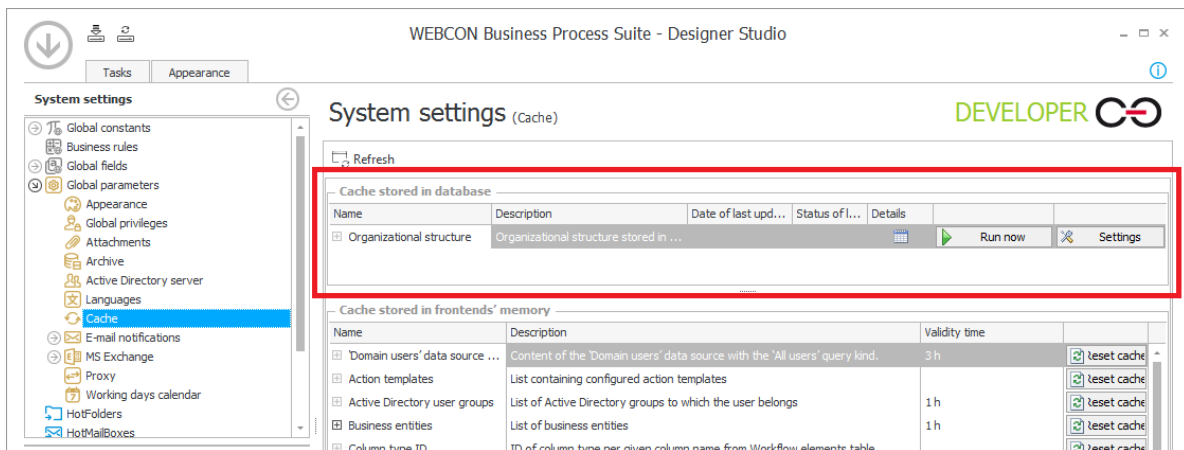 WEBCON Business Process Suite - Designer Studio
Tasks Appearance
System settings
Global constants
Business rules
Global fields
Global parameters
Appearance
Global privileges
Attachments
Archive
Active Directory server
Languages
Cache
E-mail notifications
MS Exchange
Proxy
Working days calendar
HotFolders
HotMailBoxes
System settings (Cache)
DEVELOPER
Refresh
Cache stored in database
Name Description Date of last upd... Status of l... Details
Organizational structure Organizational structure stored in ... Run now Settings
Cache stored in frontends' memory
Name Description Validity time
'Domain users' data source ... Content of the 'Domain users' data source with the 'All users' query kind. 3 h Reset cache
Action templates List containing configured action templates Reset cache
Active Directory user groups List of Active Directory groups to which the user belongs 1 h Reset cache
Business entities List of business entities 1 h Reset cache
Column type ID ID of column type per given column name from Workflow elements table Reset cache